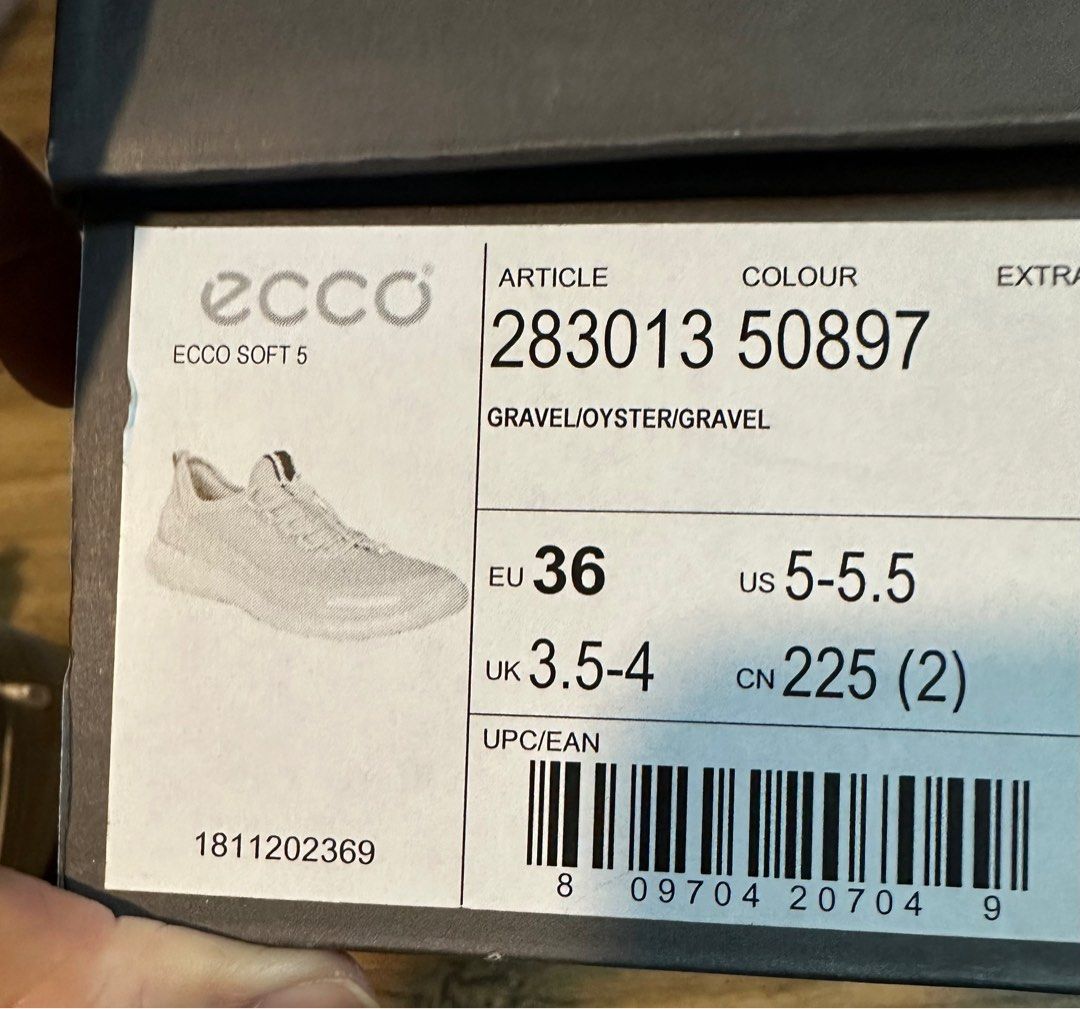 ecco
ECCO SOFT 5
1811202369
ARTICLE COLOUR
283013 50897
GRAVEL/OYSTER/GRAVEL
EU 36 US 5-5.5
UK 3.5-4 CN 225 (2)
UPC/EAN
8 09704 20704 9